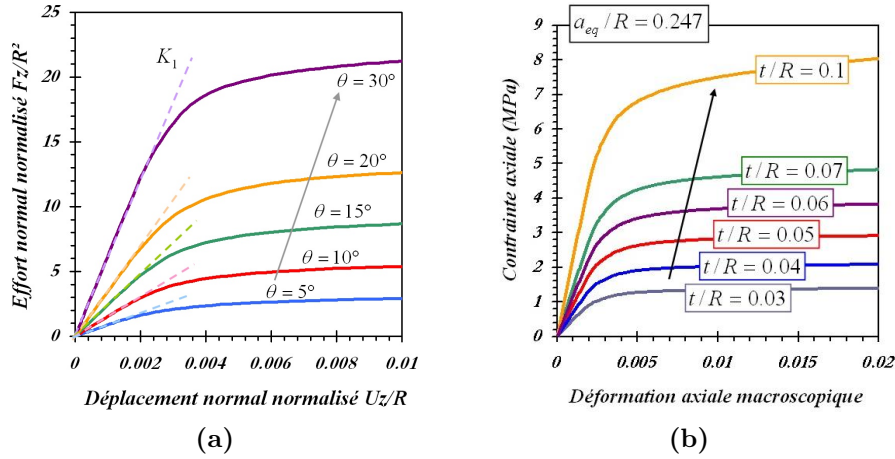 Effort normal normalisé Fz/R²
25
20
15
10
5
0
K₁
θ = 30°
θ = 20°
θ = 15°
θ = 10°
θ = 5°
0 0.002 0.004 0.006 0.008 0.01
Déplacement normal normalisé Uz/R
(a)
Contrainte axiale (MPa)
9
8
7
6
5
4
3
2
1
0
a_eq/R = 0.247
t/R = 0.1
t/R = 0.07
t/R = 0.06
t/R = 0.05
t/R = 0.04
t/R = 0.03
0 0.005 0.01 0.015 0.02
Déformation axiale macroscopique
(b)